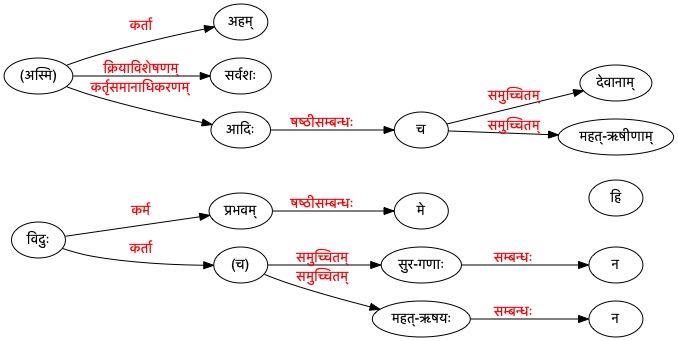 कर्ता
अहम्
(अस्मि)
क्रियाविशेषणम्
सर्वशः
कर्तृसमानाधिकरणम्
आदिः
षष्ठीसम्बन्धः
च
समुच्चितम्
देवानाम्
समुच्चितम्
महत्-ऋषीणाम्
हि
विदुः
कर्म
प्रभवम्
षष्ठीसम्बन्धः
मे
कर्ता
(च)
समुच्चितम्
सुर-गणाः
सम्बन्धः
न
समुच्चितम्
महत्-ऋषयः
सम्बन्धः
न